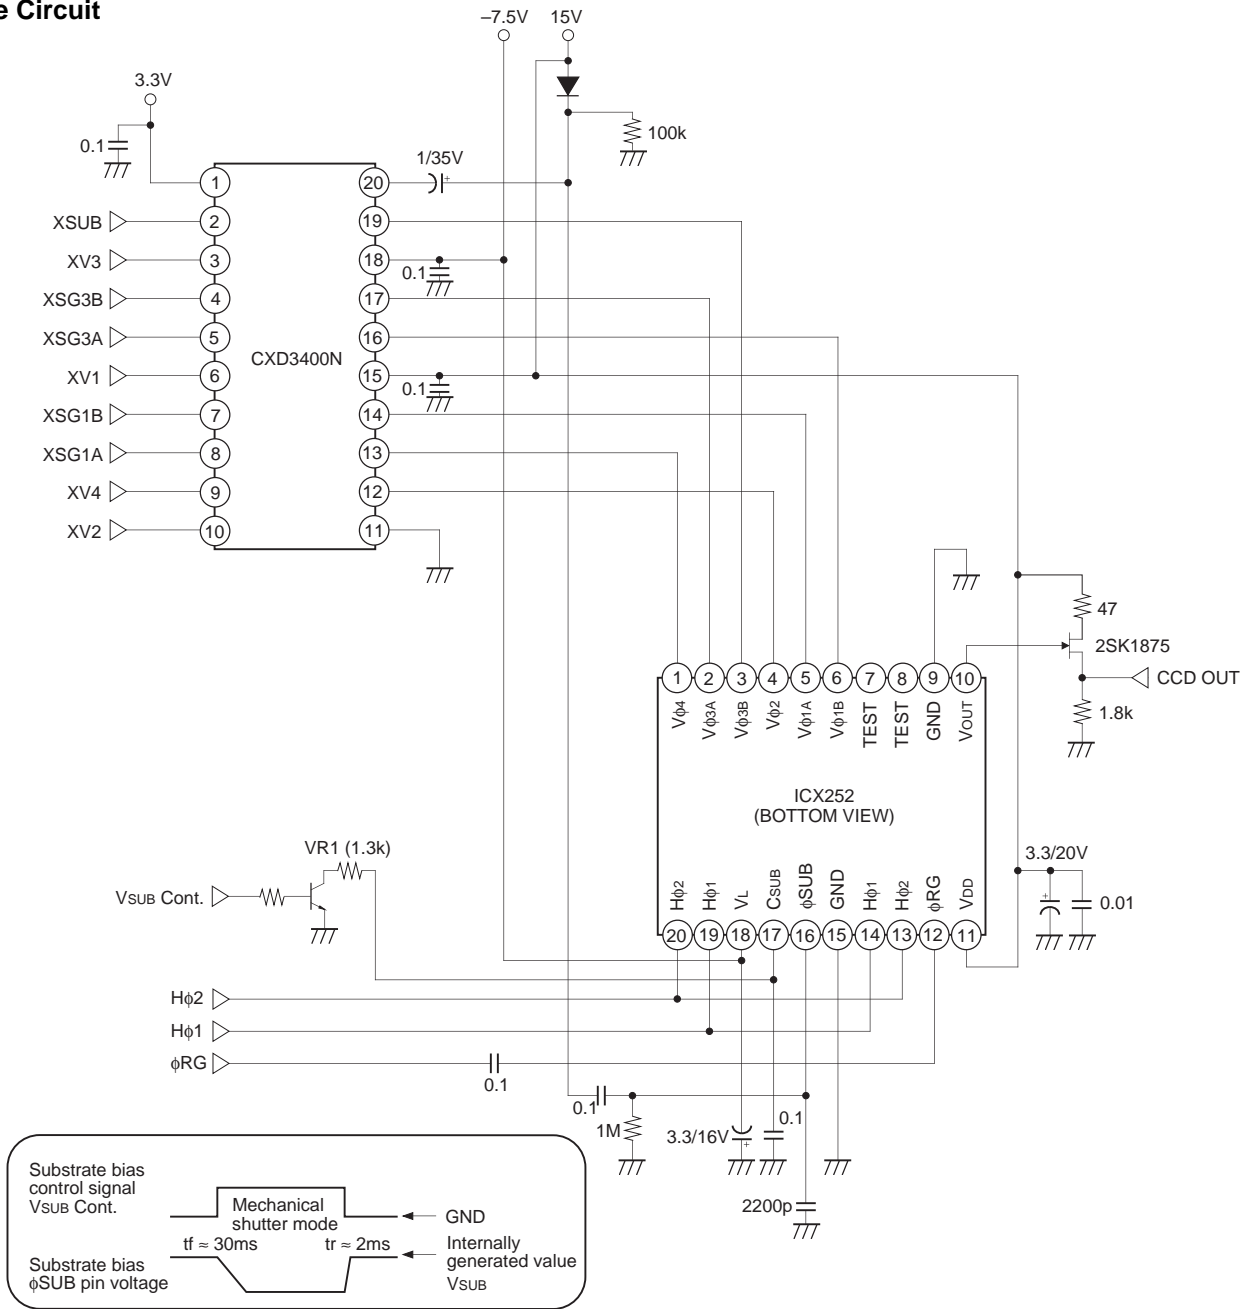 e Circuit
–7.5V 15V
3.3V
0.1
100k
1/35V
1 20
XSUB 2 19
XV3 3 18
0.1
XSG3B 4 17
XSG3A 5 16
CXD3400N
XV1 6 15
0.1
XSG1B 7 14
XSG1A 8 13
XV4 9 12
XV2 10 11
47
2SK1875
CCD OUT
1.8k
1 2 3 4 5 6 7 8 9 10
Vϕ4 Vϕ3A Vϕ3B Vϕ2 Vϕ1A Vϕ1B TEST TEST GND VOUT
ICX252
(BOTTOM VIEW)
VR1 (1.3k)
VSUB Cont.
3.3/20V
0.01
Hϕ2 Hϕ1 VL CSUB ϕSUB GND Hϕ1 Hϕ2 ϕRG VDD
20 19 18 17 16 15 14 13 12 11
Hϕ2
Hϕ1
ϕRG
0.1
0.1
1M
3.3/16V
0.1
2200p
Substrate bias
control signal
VSUB Cont.
Mechanical
shutter mode
GND
tf ≈ 30ms tr ≈ 2ms
Internally
generated value
VSUB
Substrate bias
ϕSUB pin voltage